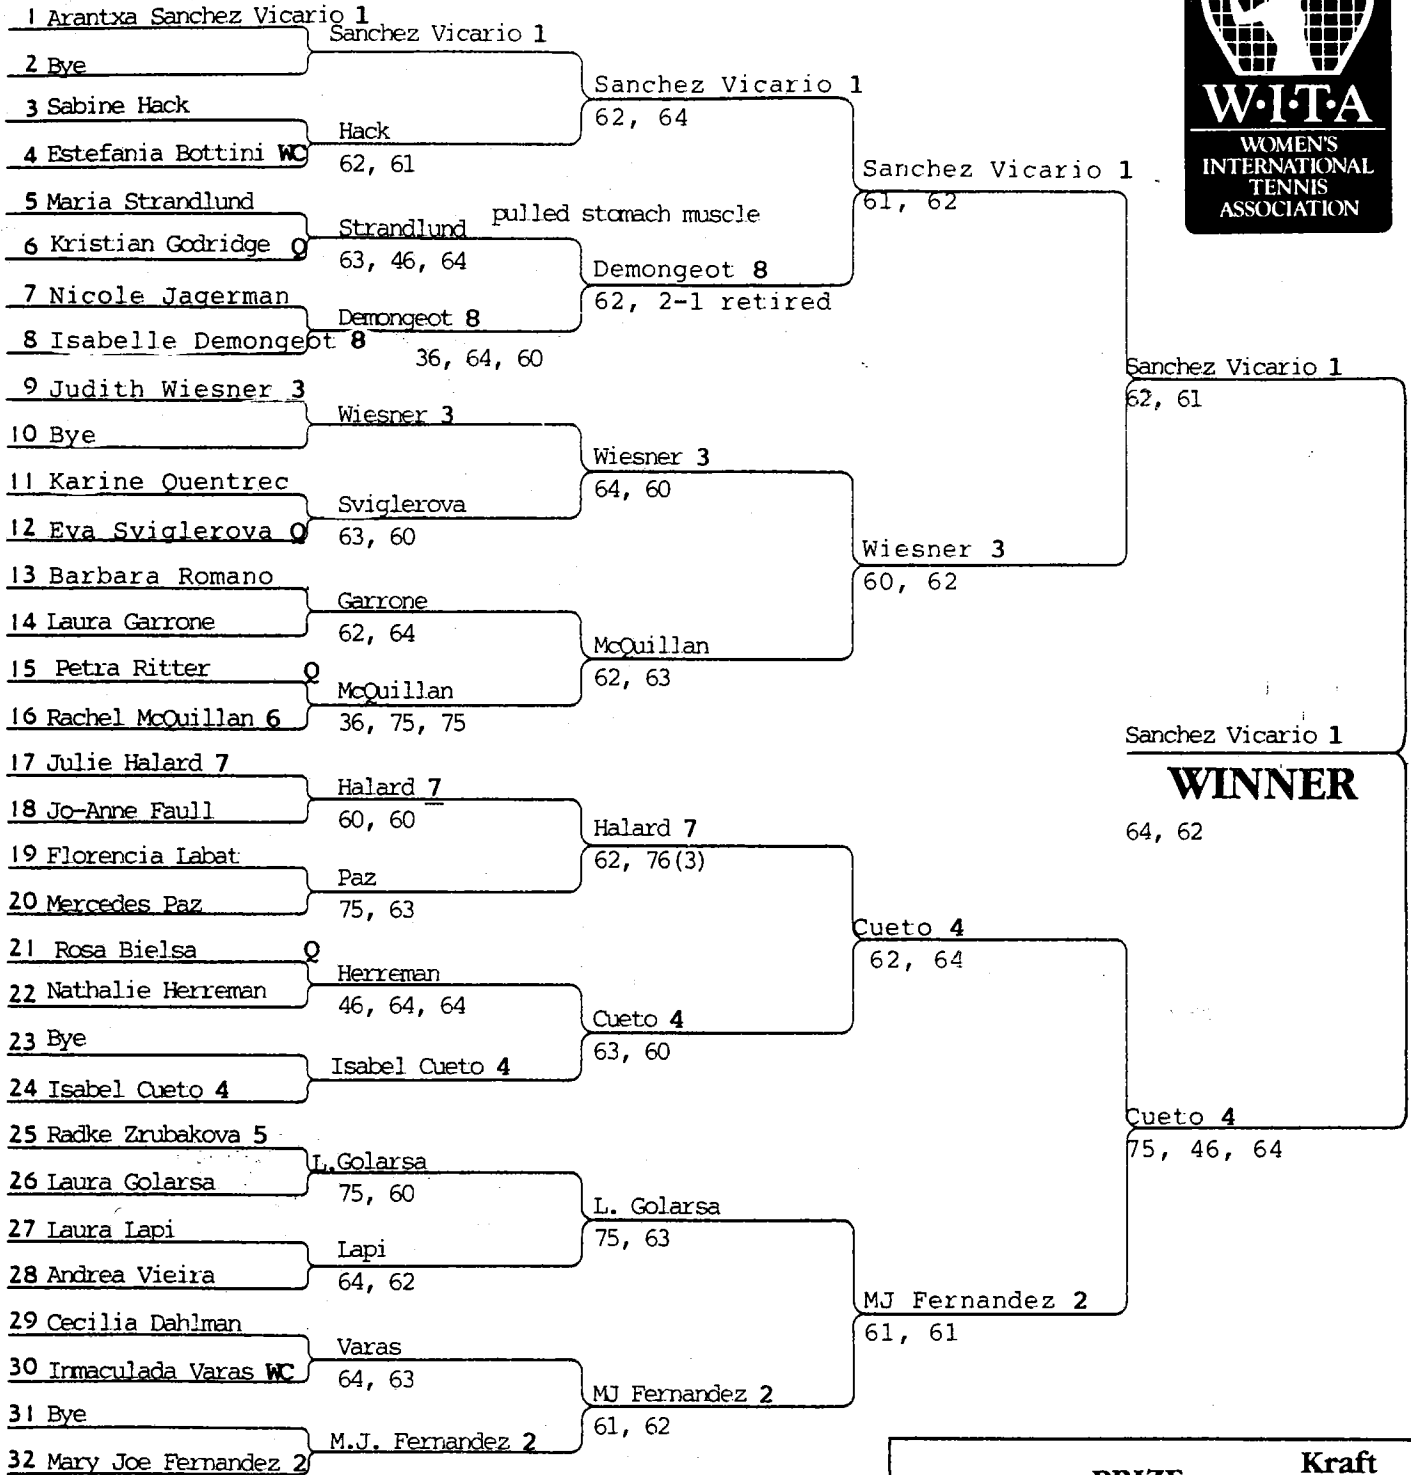 1 Arantxa Sanchez Vicario 1
2 Bye
3 Sabine Hack
4 Estefania Bottini WC
5 Maria Strandlund
6 Kristian Godridge Q
7 Nicole Jagerman
8 Isabelle Demongeot 8
9 Judith Wiesner 3
10 Bye
11 Karine Quentrec
12 Eva Sviglerova Q
13 Barbara Romano
14 Laura Garrone
15 Petra Ritter Q
16 Rachel McQuillan 6
17 Julie Halard 7
18 Jo-Anne Faull
19 Florencia Labat
20 Mercedes Paz
21 Rosa Bielsa Q
22 Nathalie Herreman
23 Bye
24 Isabel Cueto 4
25 Radke Zrubakova 5
26 Laura Golarsa
27 Laura Lapi
28 Andrea Vieira
29 Cecilia Dahlman
30 Inmaculada Varas WC
31 Bye
32 Mary Joe Fernandez 2
Sanchez Vicario 1
Hack
62, 61
Strandlund
63, 46, 64
pulled stomach muscle
Demongeot 8
36, 64, 60
Wiesner 3
Sviglerova
63, 60
Garrone
62, 64
McQuillan
36, 75, 75
Halard 7
60, 60
Paz
75, 63
Herreman
46, 64, 64
Isabel Cueto 4
L. Golarsa
75, 60
Lapi
64, 62
Varas
64, 63
M.J. Fernandez 2
Sanchez Vicario 1
62, 64
Demongeot 8
62, 2-1 retired
Wiesner 3
64, 60
McQuillan
62, 63
Halard 7
62, 76(3)
Cueto 4
63, 60
L. Golarsa
75, 63
MJ Fernandez 2
61, 62
Sanchez Vicario 1
61, 62
Wiesner 3
60, 62
Cueto 4
62, 64
MJ Fernandez 2
61, 61
Sanchez Vicario 1
62, 61
Cueto 4
75, 46, 64
Sanchez Vicario 1
WINNER
64, 62
W·I·T·A
WOMEN'S
INTERNATIONAL
TENNIS
ASSOCIATION
Kraft
PRIZE